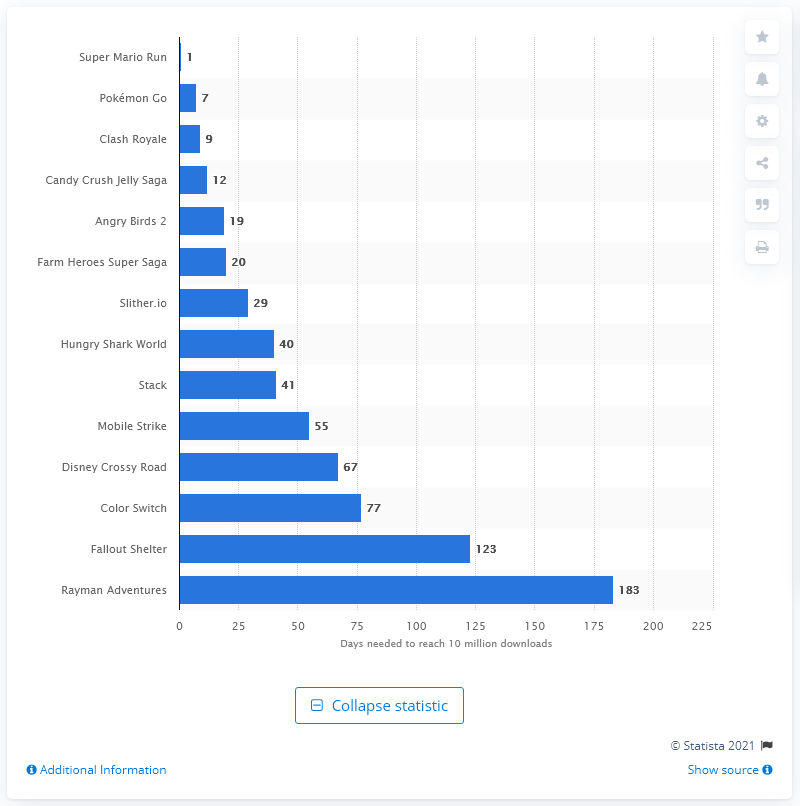 Super Mario Run 1
Pokémon Go 7
Clash Royale 9
Candy Crush Jelly Saga 12
Angry Birds 2 19
Farm Heroes Super Saga 20
Slither.io 29
Hungry Shark World 40
Stack 41
Mobile Strike 55
Disney Crossy Road 67
Color Switch 77
Fallout Shelter 123
Rayman Adventures 183
0 25 50 75 100 125 150 175 200 225
Days needed to reach 10 million downloads
Collapse statistic
© Statista 2021
Additional Information Show source